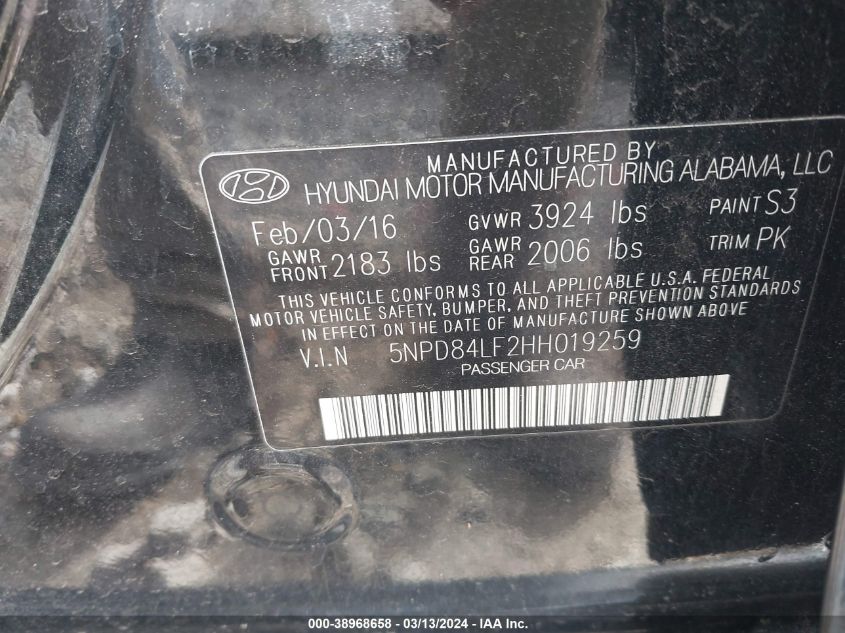 MANUFACTURED BY
HYUNDAI MOTOR MANUFACTURING ALABAMA, LLC
Feb/03/16 GVWR 3924 lbs PAINT S3
GAWR FRONT 2183 lbs GAWR REAR 2006 lbs TRIM PK
THIS VEHICLE CONFORMS TO ALL APPLICABLE U.S.A. FEDERAL
MOTOR VEHICLE SAFETY, BUMPER, AND THEFT PREVENTION STANDARDS
IN EFFECT ON THE DATE OF MANUFACTURE SHOWN ABOVE
V.I.N 5NPD84LF2HH019259
PASSENGER CAR
000-38968658 - 03/13/2024 - IAA Inc.